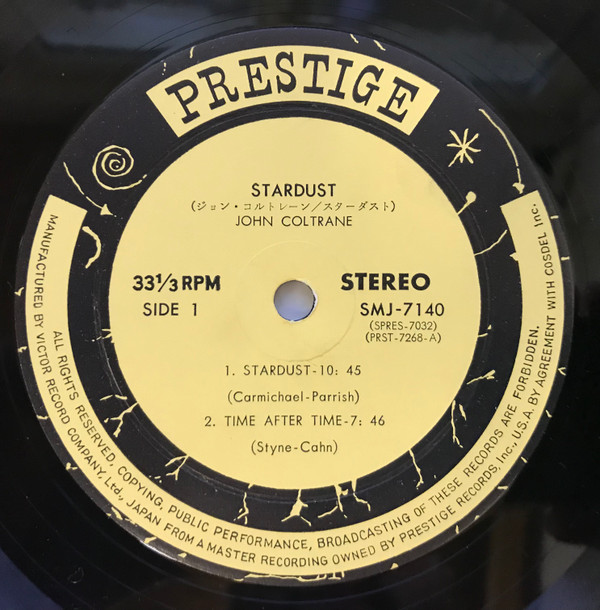 PRESTIGE
STARDUST
(ジョン・コルトレーン/スターダスト)
JOHN COLTRANE
33⅓ RPM
STEREO
SIDE 1
SMJ-7140
(SPRES-7032)
(PRST-7268-A)
1. STARDUST-10: 45
(Carmichael-Parrish)
2. TIME AFTER TIME-7: 46
(Styne-Cahn)
ALL RIGHTS RESERVED. COPYING, PUBLIC PERFORMANCE, BROADCASTING OF THESE RECORDS ARE FORBIDDEN.
MANUFACTURED BY VICTOR RECORD COMPANY, Ltd., JAPAN FROM A MASTER RECORDING OWNED BY PRESTIGE RECORDS, Inc., U.S.A. BY AGREEMENT WITH COSDEL Inc.